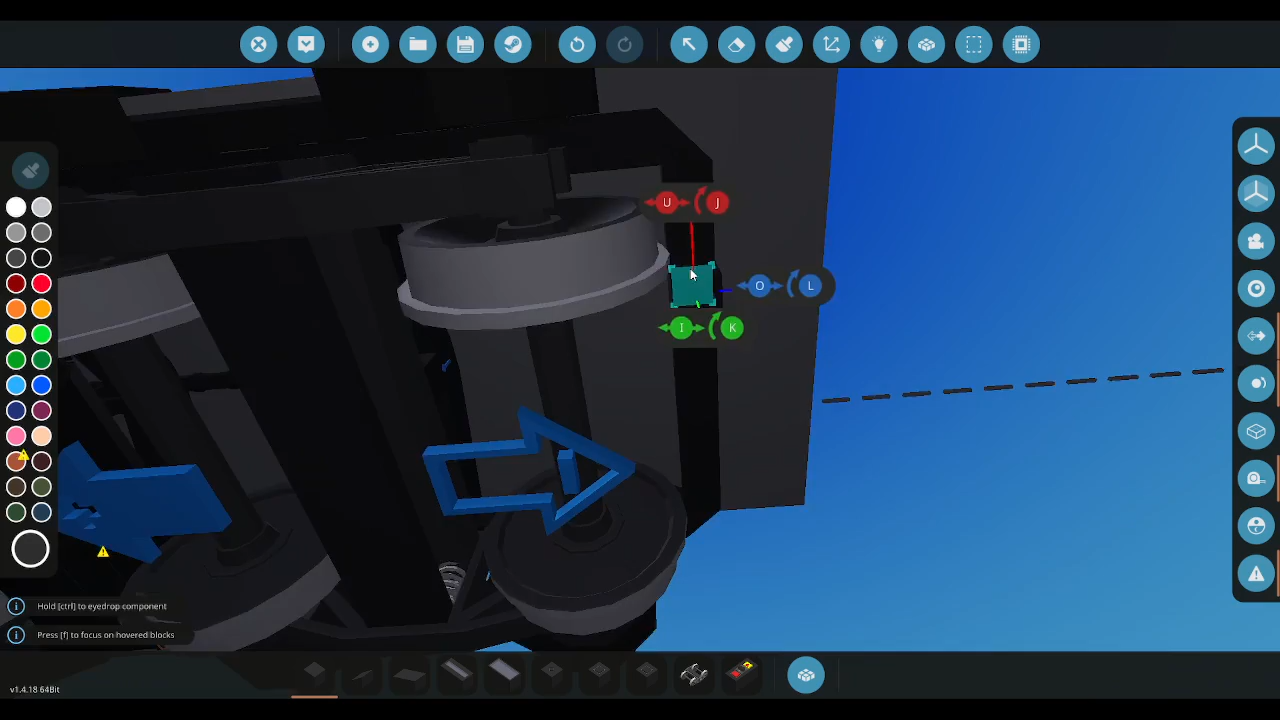 U
J
O
L
I
K
Hold [ctrl] to eyedrop component
Press [f] to focus on hovered blocks
v1.4.18 64Bit